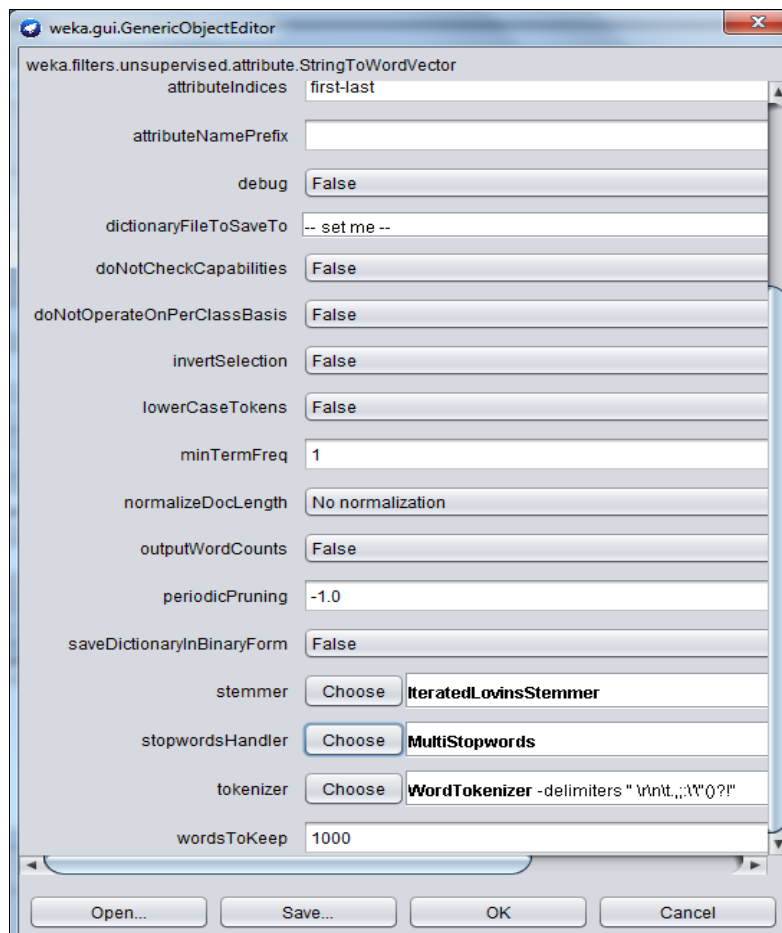 weka.gui.GenericObjectEditor
weka.filters.unsupervised.attribute.StringToWordVector
attributeIndices first-last
attributeNamePrefix
debug False
dictionaryFileToSaveTo -- set me --
doNotCheckCapabilities False
doNotOperateOnPerClassBasis False
invertSelection False
lowerCaseTokens False
minTermFreq 1
normalizeDocLength No normalization
outputWordCounts False
periodicPruning -1.0
saveDictionaryInBinaryForm False
stemmer Choose IteratedLovinsStemmer
stopwordsHandler Choose MultiStopwords
tokenizer Choose WordTokenizer -delimiters " \r\n\t.,;:\'\"()?!"
wordsToKeep 1000
Open... Save... OK Cancel